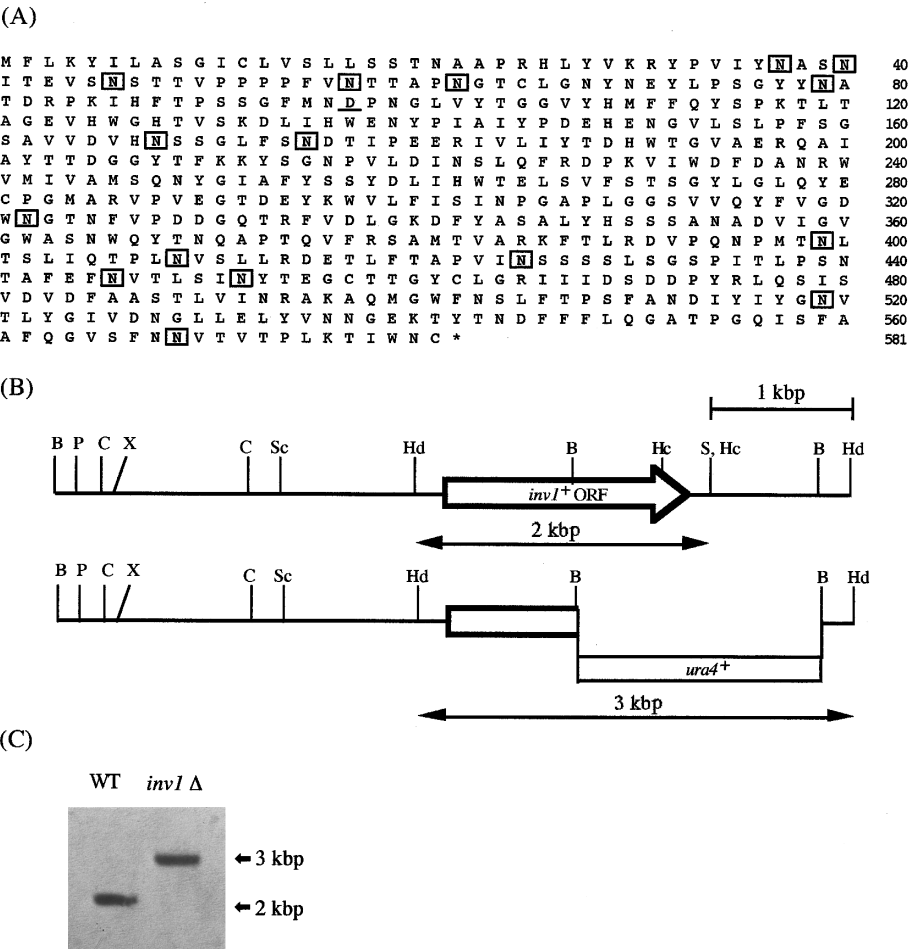 (A)
M F L K Y I L A S G I C L V S L L S S T N A A P R H L Y V K R Y P V I Y N A S N 40
I T E V S N S T T V P P P P F V N T T A P N G T C L G N Y N E Y L P S G Y Y N A 80
T D R P K I H F T P S S G F M N D P N G L V Y T G G V Y H M F F Q Y S P K T L T 120
A G E V H W G H T V S K D L I H W E N Y P I A I Y P D E H E N G V L S L P F S G 160
S A V V D V H N S S G L F S N D T I P E E R I V L I Y T D H W T G V A E R Q A I 200
A Y T T D G G Y T F K K Y S G N P V L D I N S L Q F R D P K V I W D F D A N R W 240
V M I V A M S Q N Y G I A F Y S S Y D L I H W T E L S V F S T S G Y L G L Q Y E 280
C P G M A R V P V E G T D E Y K W V L F I S I N P G A P L G G S V V Q Y F V G D 320
W N G T N F V P D D G Q T R F V D L G K D F Y A S A L Y H S S S A N A D V I G V 360
G W A S N W Q Y T N Q A P T Q V F R S A M T V A R K F T L R D V P Q N P M T N L 400
T S L I Q T P L N V S L L R D E T L F T A P V I N S S S S L S G S P I T L P S N 440
T A F E F N V T L S I N Y T E G C T T G Y C L G R I I I D S D D P Y R L Q S I S 480
V D V D F A A S T L V I N R A K A Q M G W F N S L F T P S F A N D I Y I Y G N V 520
T L Y G I V D N G L L E L Y V N N G E K T Y T N D F F F L Q G A T P G Q I S F A 560
A F Q G V S F N N V T V T P L K T I W N C * 581
(B)
1 kbp
B P C X C Sc Hd B Hc S, Hc B Hd
inv1+ ORF
2 kbp
B P C X C Sc Hd B B Hd
ura4+
3 kbp
(C)
WT inv1 Δ
3 kbp
2 kbp